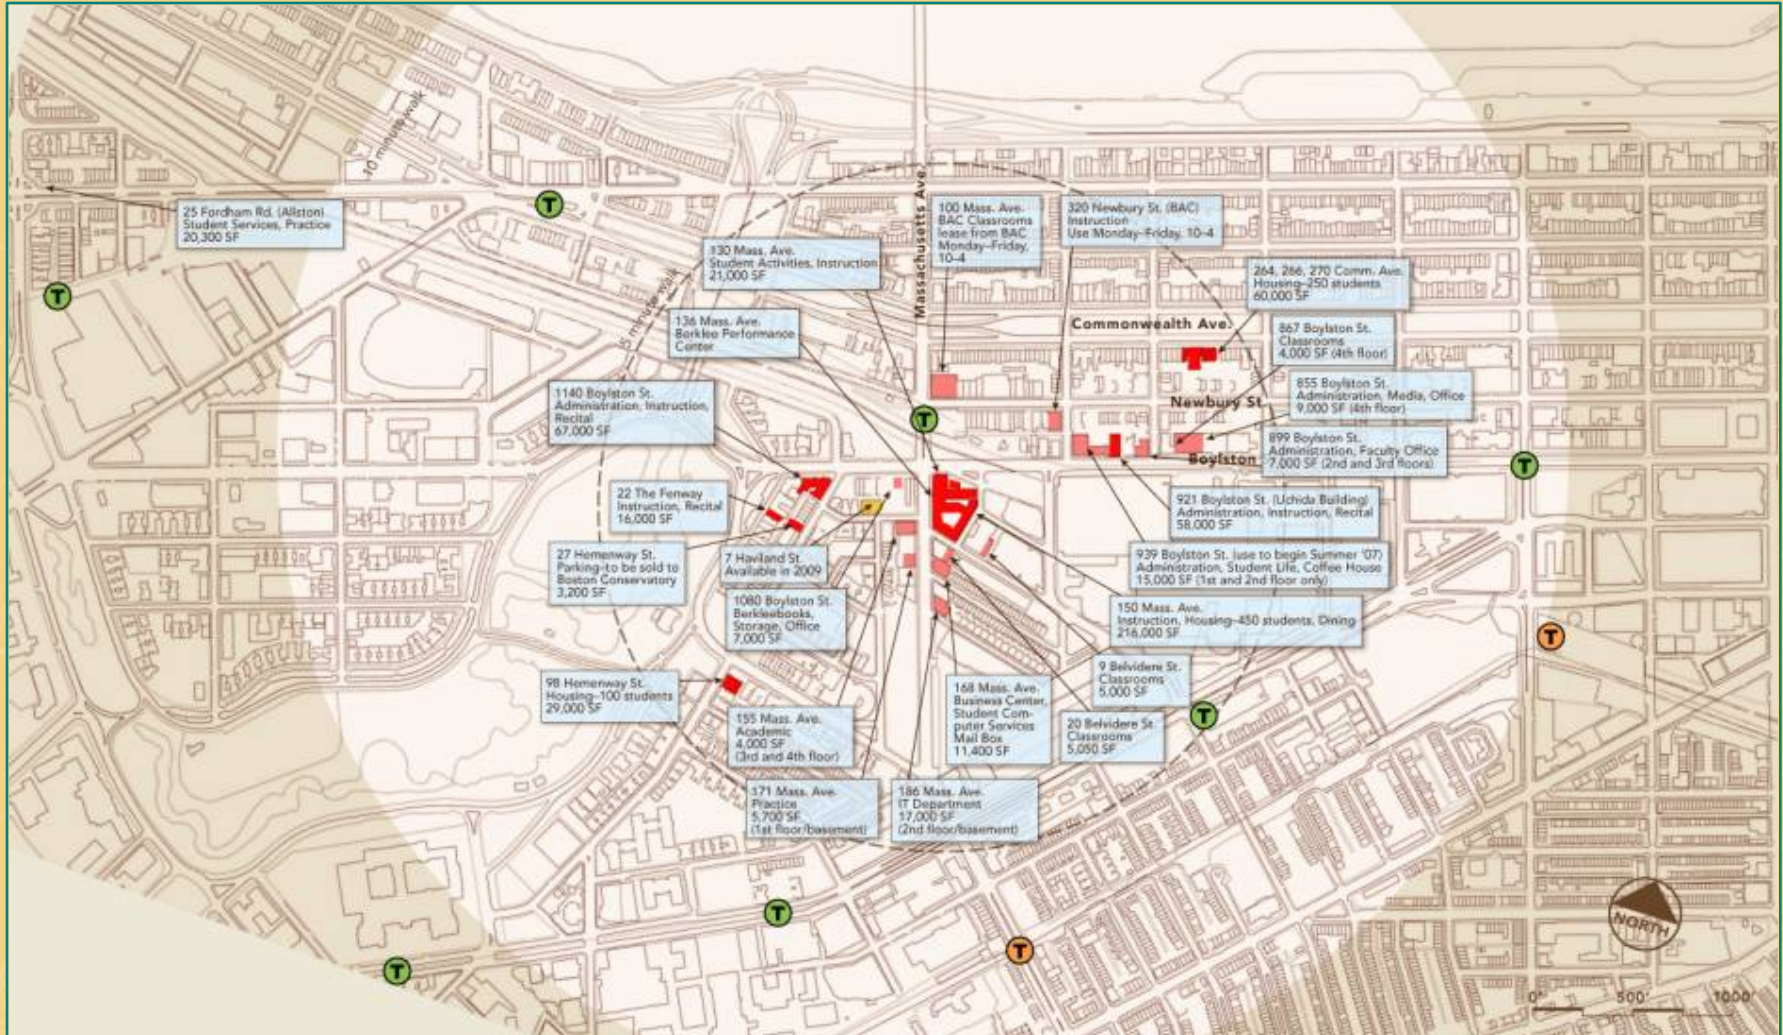 10 minute walk
25 Fordham Rd. (Allston)
Student Services, Practice
20,300 SF
T
T
5 minute walk
130 Mass. Ave.
Student Activities, Instruction
21,000 SF
136 Mass. Ave.
Berklee Performance
Center
Massachusetts Ave.
100 Mass. Ave.
BAC Classrooms
lease from BAC
Monday–Friday,
10-4
320 Newbury St. (BAC)
Instruction
Use Monday–Friday, 10-4
264, 266, 270 Comm. Ave.
Housing–250 students
60,000 SF
Commonwealth Ave.
867 Boylston St.
Classrooms
4,000 SF (4th floor)
855 Boylston St.
Administration, Media, Office
9,000 SF (4th floor)
Newbury St.
899 Boylston St.
Administration, Faculty Office
7,000 SF (2nd and 3rd floors)
Boylston
T
T
1140 Boylston St.
Administration, Instruction,
Recital
67,000 SF
22 The Fenway
Instruction, Recital
16,000 SF
27 Hemenway St.
Parking–to be sold to
Boston Conservatory
3,200 SF
7 Haviland St.
Available in 2009
1080 Boylston St.
Berkleebooks,
Storage, Office
7,000 SF
921 Boylston St. (Uchida Building)
Administration, Instruction, Recital
58,000 SF
939 Boylston St. (use to begin Summer '07)
Administration, Student Life, Coffee House
15,000 SF (1st and 2nd floor only)
150 Mass. Ave.
Instruction, Housing–450 students, Dining
216,000 SF
T
9 Belvidere St.
Classrooms
5,000 SF
98 Hemenway St.
Housing–100 students
29,000 SF
155 Mass. Ave.
Academic
4,000 SF
(3rd and 4th floor)
168 Mass. Ave.
Business Center,
Student Com-
puter Services
Mail Box
11,400 SF
20 Belvidere St.
Classrooms
5,050 SF
T
171 Mass. Ave.
Practice
5,700 SF
(1st floor/basement)
186 Mass. Ave.
IT Department
17,000 SF
(2nd floor/basement)
T
T
T
NORTH
0' 500' 1000'